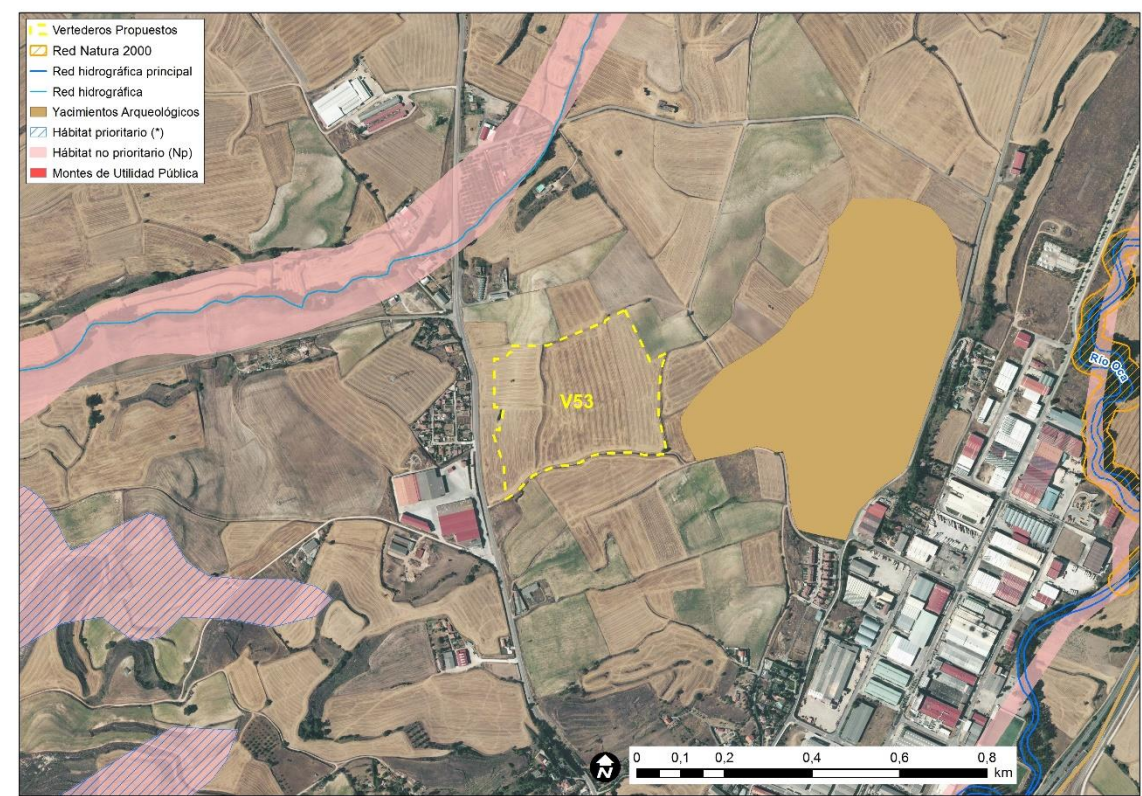 Vertederos Propuestos
Red Natura 2000
Red hidrográfica principal
Red hidrográfica
Yacimientos Arqueológicos
Hábitat prioritario (*)
Hábitat no prioritario (Np)
Montes de Utilidad Pública
Río Oca
V53
N
0 0,1 0,2 0,4 0,6 0,8
km